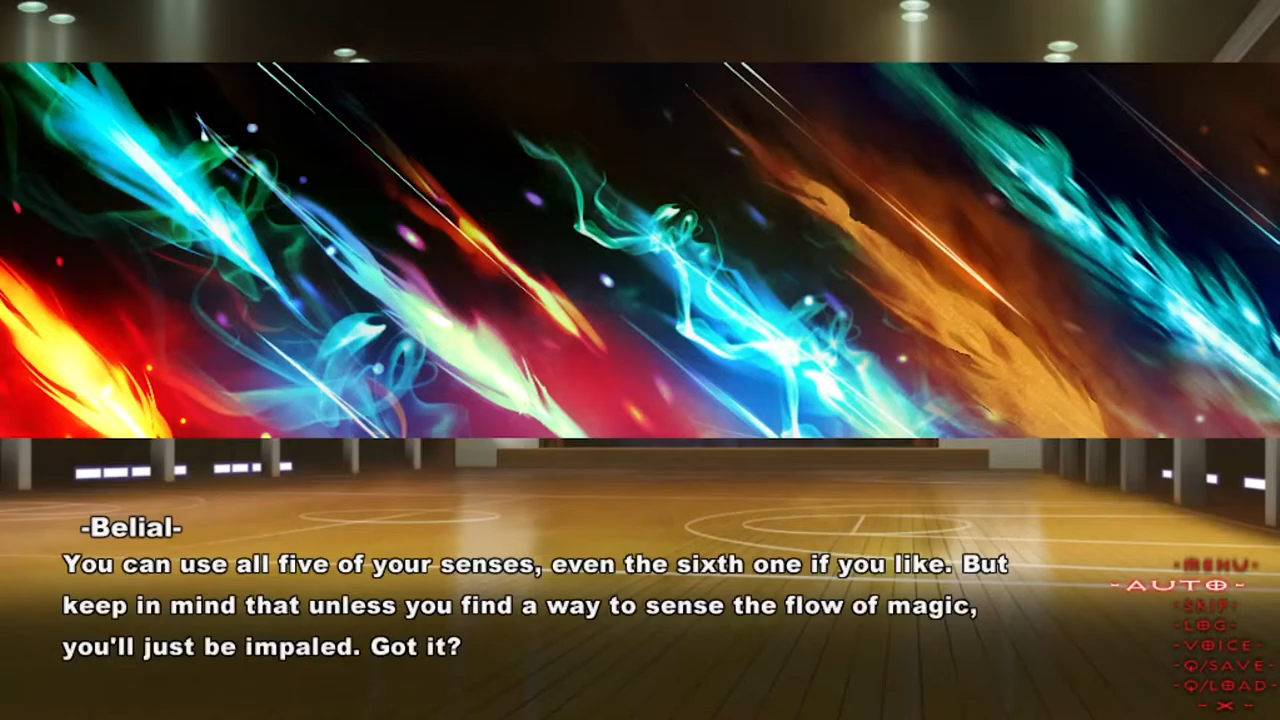 -Belial-
You can use all five of your senses, even the sixth one if you like. But
keep in mind that unless you find a way to sense the flow of magic,
you'll just be impaled. Got it?
-MENU-
-AUTO-
-SKIP-
-LOG-
-VOICE-
-Q/SAVE-
-Q/LOAD-
-×-